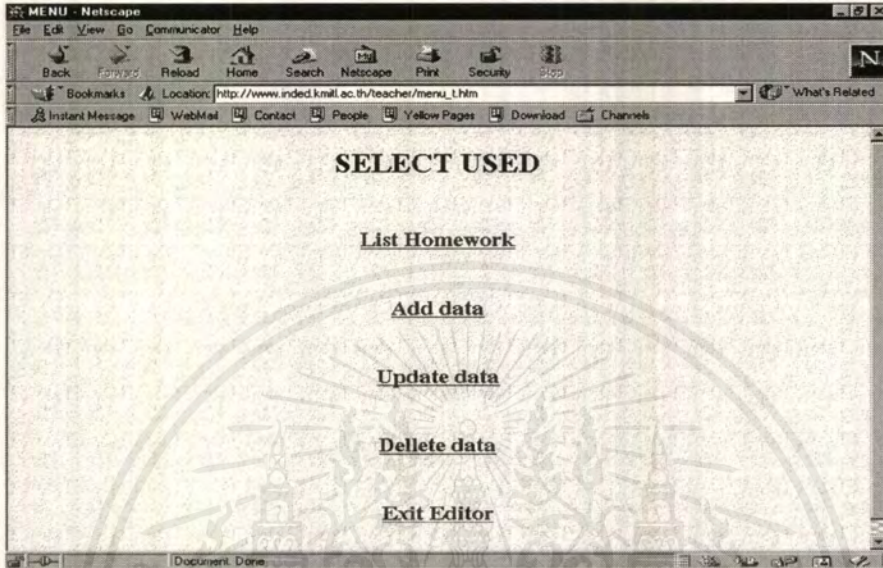 MENU - Netscape
File Edit View Go Communicator Help
Back Forward Reload Home Search Netscape Print Security Stop
Bookmarks Location: http://www.inded.kmitl.ac.th/teacher/menu_t.htm What's Related
Instant Message WebMail Contact People Yellow Pages Download Channels
SELECT USED
List Homework
Add data
Update data
Dellete data
Exit Editor
Document: Done